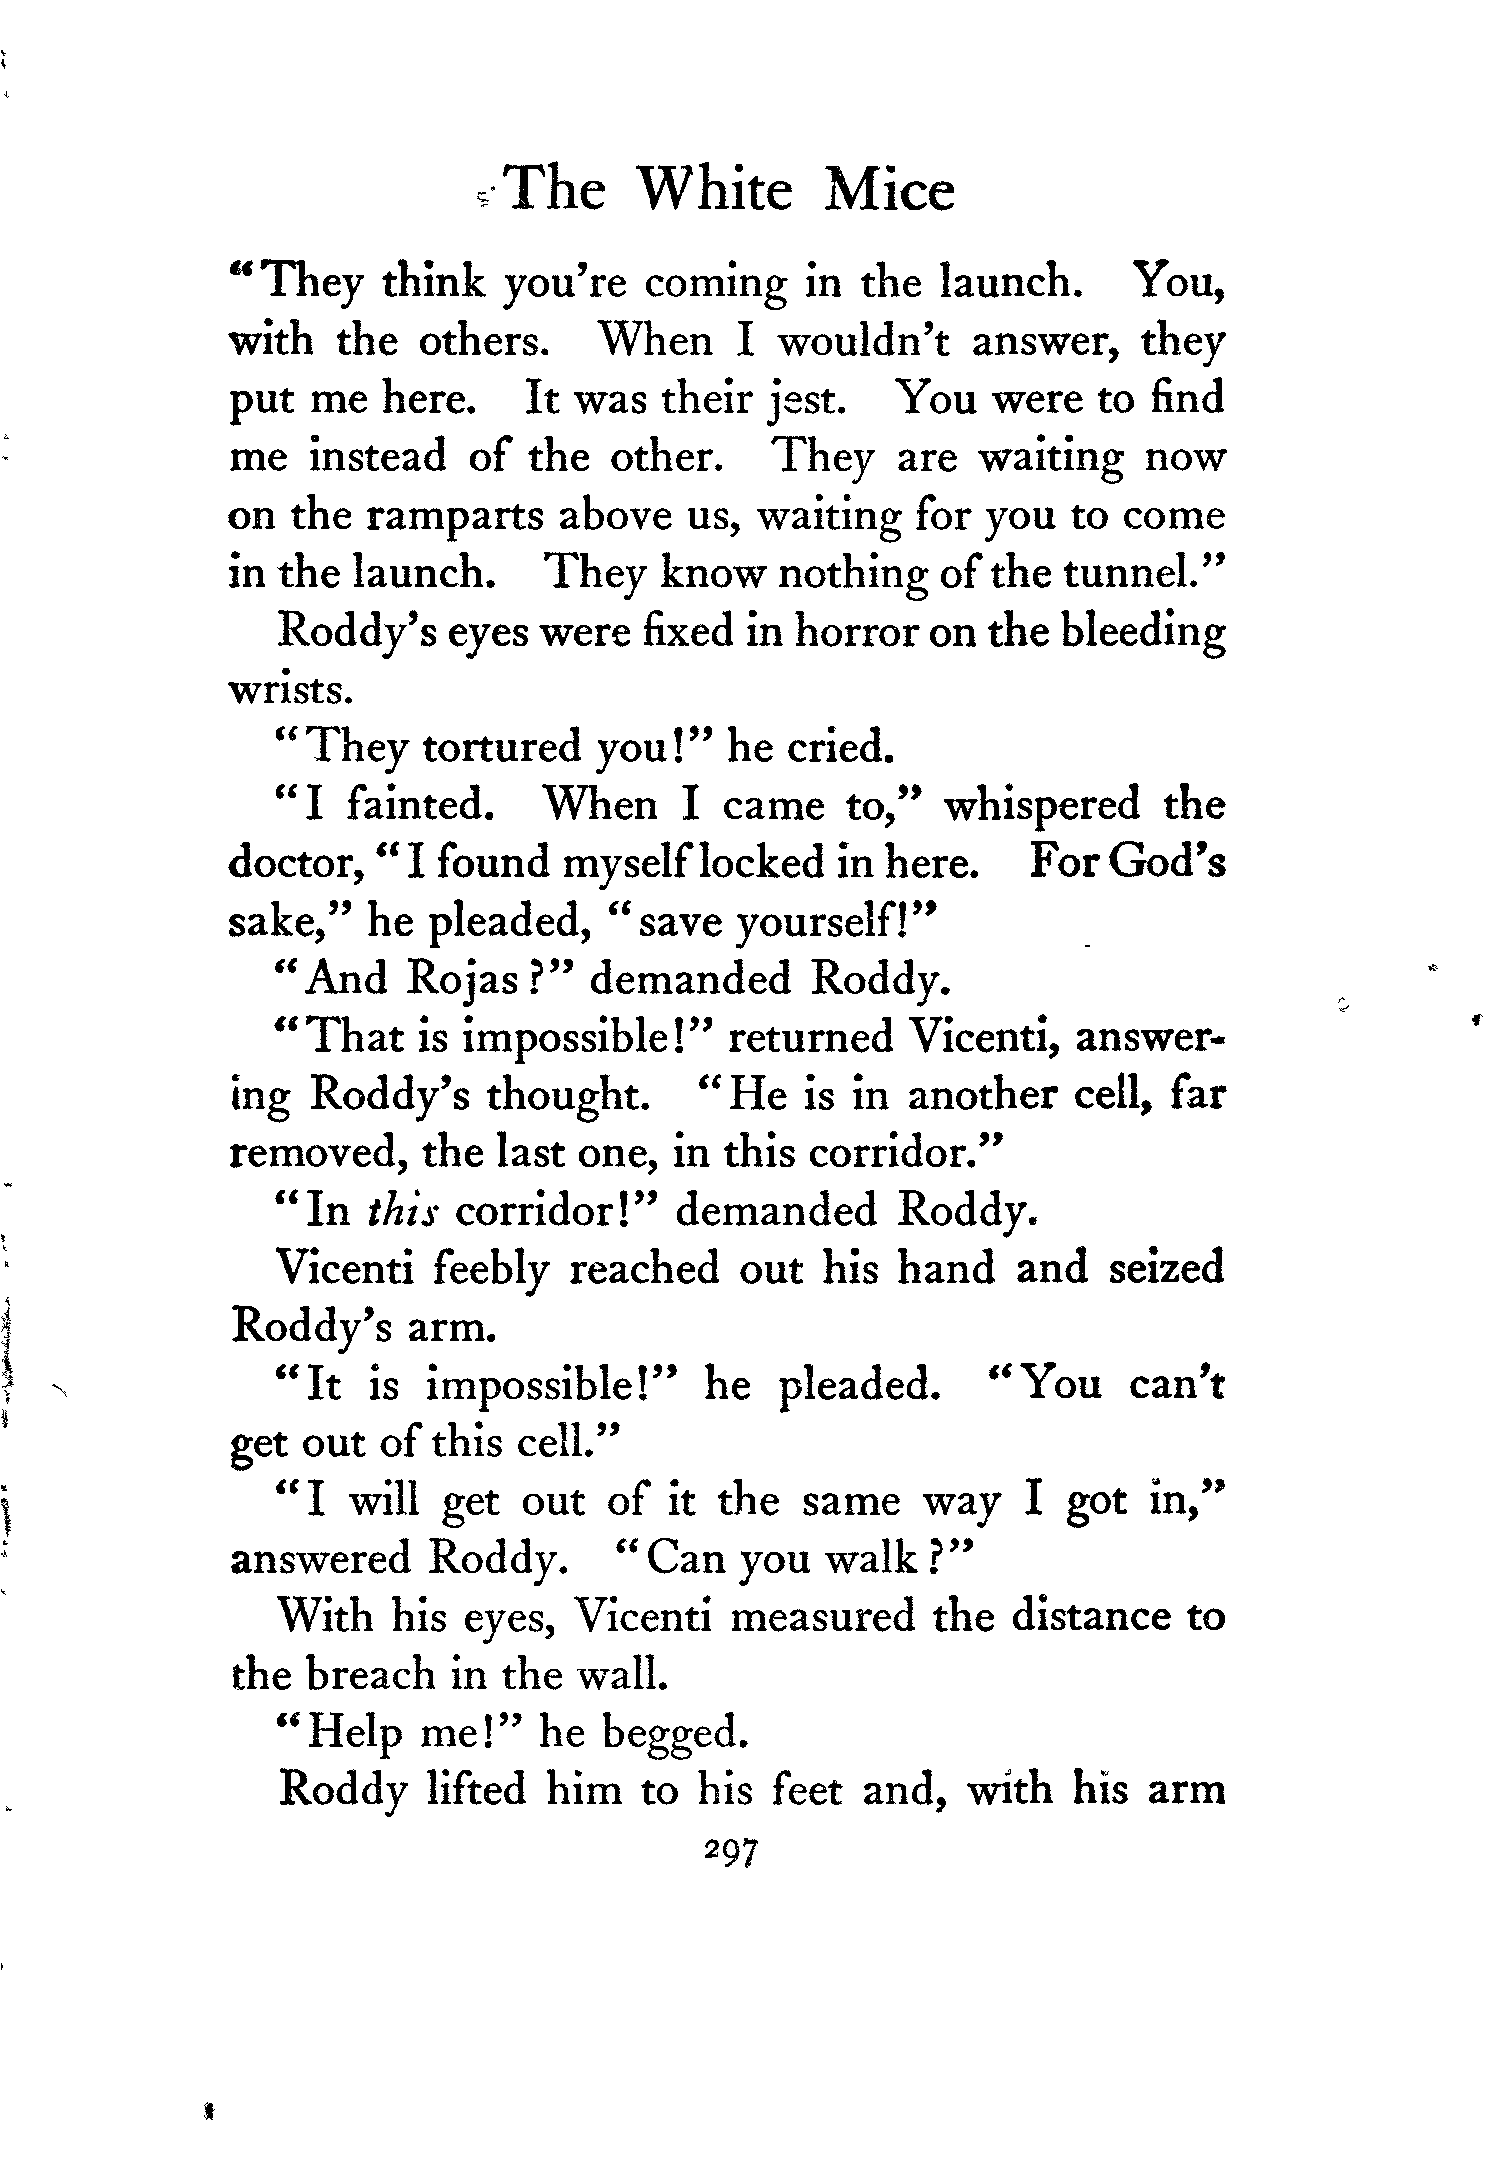 The White Mice
“They think you're coming in the launch. You,
with the others. When I wouldn't answer, they
put me here. It was their jest. You were to find
me instead of the other. They are waiting now
on the ramparts above us, waiting for you to come
in the launch. They know nothing of the tunnel.”
Roddy's eyes were fixed in horror on the bleeding
wrists.
“They tortured you!” he cried.
“I fainted. When I came to,” whispered the
doctor, “I found myself locked in here. For God's
sake,” he pleaded, “save yourself!”
“And Rojas?” demanded Roddy.
“That is impossible!” returned Vicenti, answer-
ing Roddy's thought. “He is in another cell, far
removed, the last one, in this corridor.”
“In this corridor!” demanded Roddy.
Vicenti feebly reached out his hand and seized
Roddy's arm.
“It is impossible!” he pleaded. “You can't
get out of this cell.”
“I will get out of it the same way I got in,”
answered Roddy. “Can you walk?”
With his eyes, Vicenti measured the distance to
the breach in the wall.
“Help me!” he begged.
Roddy lifted him to his feet and, with his arm
297